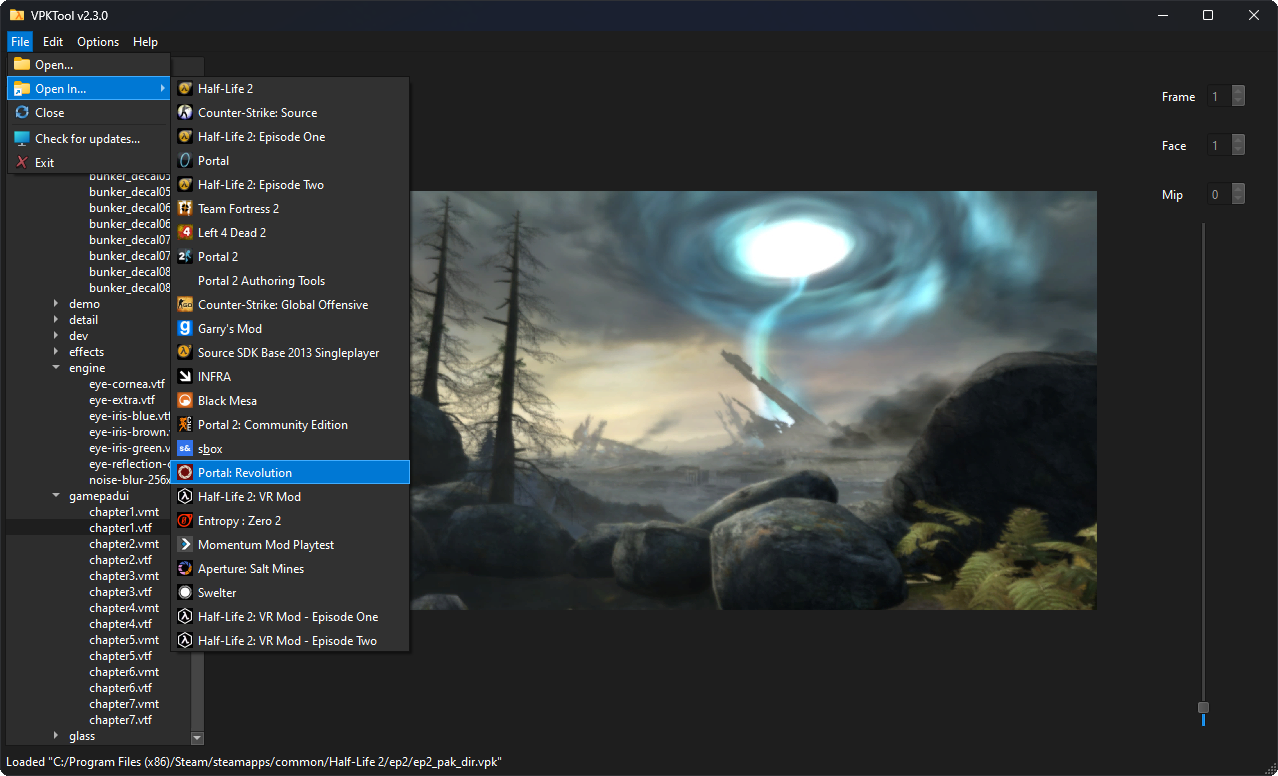 VPKTool v2.3.0
File Edit Options Help
Open...
Open In...
Close
Check for updates...
Exit
Half-Life 2
Counter-Strike: Source
Half-Life 2: Episode One
Portal
Half-Life 2: Episode Two
Team Fortress 2
Left 4 Dead 2
Portal 2
Portal 2 Authoring Tools
Counter-Strike: Global Offensive
Garry's Mod
Source SDK Base 2013 Singleplayer
INFRA
Black Mesa
Portal 2: Community Edition
sbox
Portal: Revolution
Half-Life 2: VR Mod
Entropy : Zero 2
Momentum Mod Playtest
Aperture: Salt Mines
Swelter
Half-Life 2: VR Mod - Episode One
Half-Life 2: VR Mod - Episode Two
bunker_decal05
bunker_decal05
bunker_decal06
bunker_decal06
bunker_decal07
bunker_decal07
bunker_decal08
bunker_decal08
demo
detail
dev
effects
engine
eye-cornea.vtf
eye-extra.vtf
eye-iris-blue.vtf
eye-iris-brown.
eye-iris-green.v
eye-reflection-
noise-blur-256x
gamepadui
chapter1.vmt
chapter1.vtf
chapter2.vmt
chapter2.vtf
chapter3.vmt
chapter3.vtf
chapter4.vmt
chapter4.vtf
chapter5.vmt
chapter5.vtf
chapter6.vmt
chapter6.vtf
chapter7.vmt
chapter7.vtf
glass
Frame 1
Face 1
Mip 0
Loaded "C:/Program Files (x86)/Steam/steamapps/common/Half-Life 2/ep2/ep2_pak_dir.vpk"